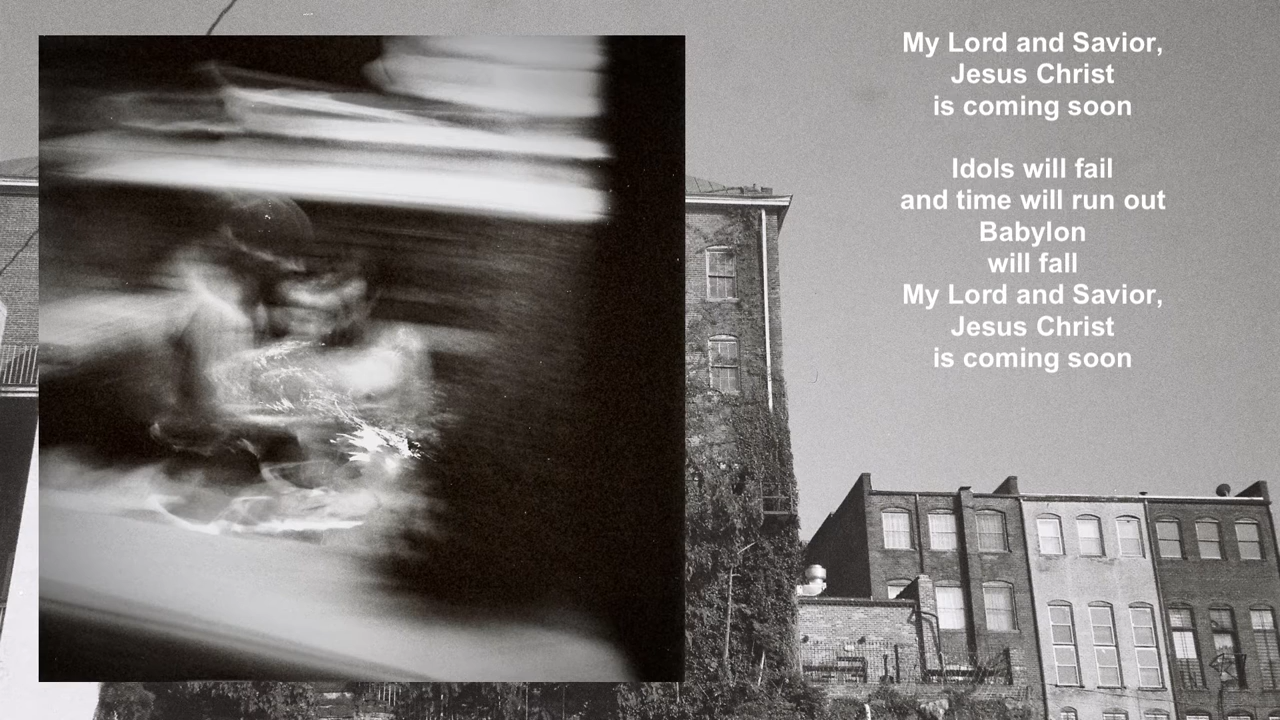 My Lord and Savior,
Jesus Christ
is coming soon
Idols will fail
and time will run out
Babylon
will fall
My Lord and Savior,
Jesus Christ
is coming soon